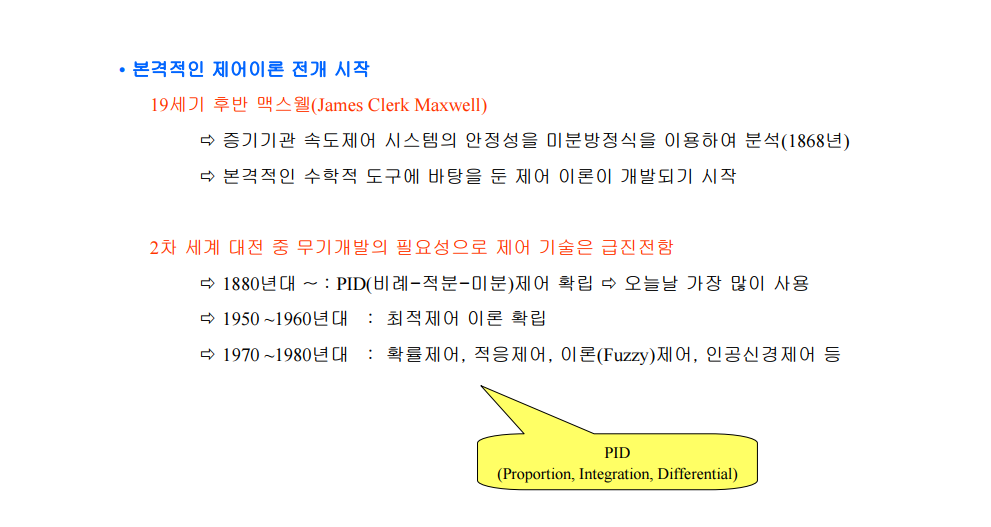 • 본격적인 제어이론 전개 시작
19세기 후반 맥스웰(James Clerk Maxwell)
⇨ 증기기관 속도제어 시스템의 안정성을 미분방정식을 이용하여 분석(1868년)
⇨ 본격적인 수학적 도구에 바탕을 둔 제어 이론이 개발되기 시작
2차 세계 대전 중 무기개발의 필요성으로 제어 기술은 급진전함
⇨ 1880년대 ~ : PID(비례-적분-미분)제어 확립 ⇨ 오늘날 가장 많이 사용
⇨ 1950 ~1960년대 : 최적제어 이론 확립
⇨ 1970 ~1980년대 : 확률제어, 적응제어, 이론(Fuzzy)제어, 인공신경제어 등
PID
(Proportion, Integration, Differential)